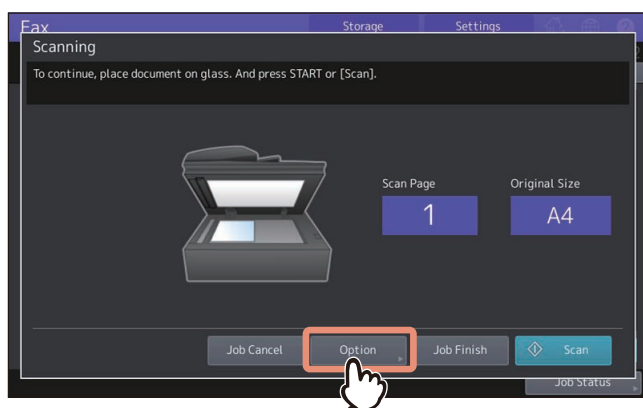 Fax
Storage
Settings
Scanning
To continue, place document on glass. And press START or [Scan].
Scan Page
Original Size
1
A4
Job Cancel
Option
Job Finish
Scan
Job Status